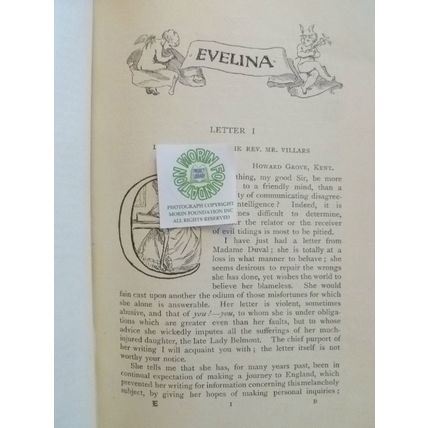 EVELINA
LETTER I
REV. MR. VILLARS
HOWARD GROVE, KENT.
thing, my good Sir, be more
to a friendly mind, than a
ty of communicating disagree-
intelligence? Indeed, it is
mes difficult to determine,
r the relator or the receiver
of evil tidings is most to be pitied.
I have just had a letter from
Madame Duval; she is totally at a
loss in what manner to behave; she
seems desirous to repair the wrongs
she has done, yet wishes the world to
believe her blameless. She would
fain cast upon another the odium of those misfortunes for which
she alone is answerable. Her letter is violent, sometimes
abusive, and that of you!—you, to whom she is under obliga-
tions which are greater even than her faults, but to whose
advice she wickedly imputes all the sufferings of her much-
injured daughter, the late Lady Belmont. The chief purport of
her writing I will acquaint you with; the letter itself is not
worthy your notice.
She tells me that she has, for many years past, been in
continual expectation of making a journey to England, which
prevented her writing for information concerning this melancholy
subject, by giving her hopes of making personal inquiries:
E 1 B
MORIN FOUNDATION
PHOTOGRAPH COPYRIGHT
MORIN FOUNDATION INC
ALL RIGHTS RESERVED